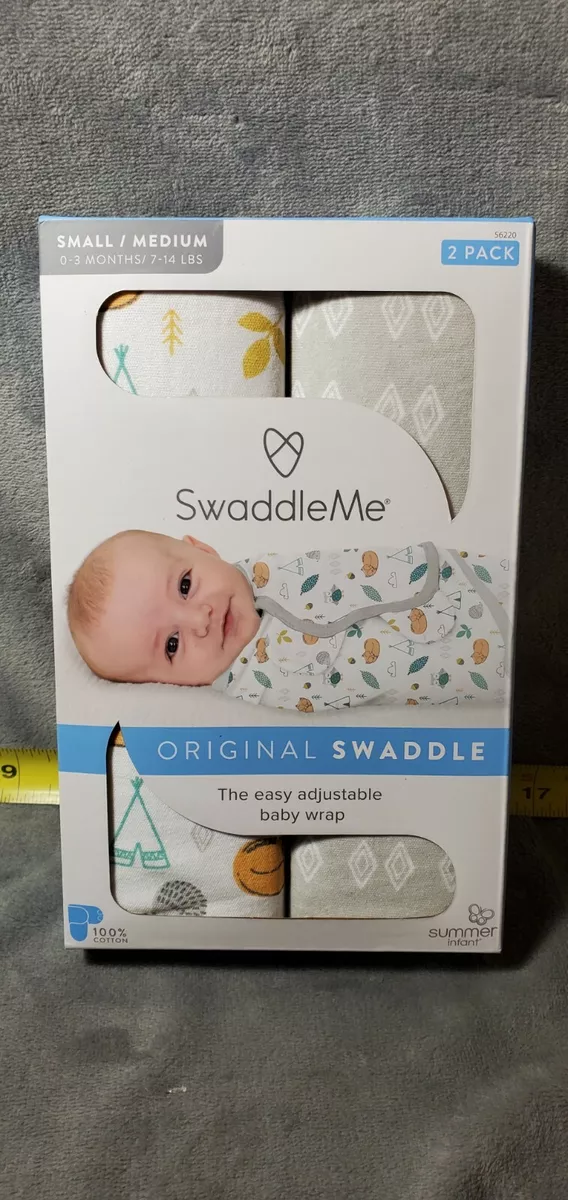 SMALL / MEDIUM
0-3 MONTHS/ 7-14 LBS
56220
2 PACK
SwaddleMe®
ORIGINAL SWADDLE
The easy adjustable
baby wrap
9
17
100%
COTTON
summer
infant®